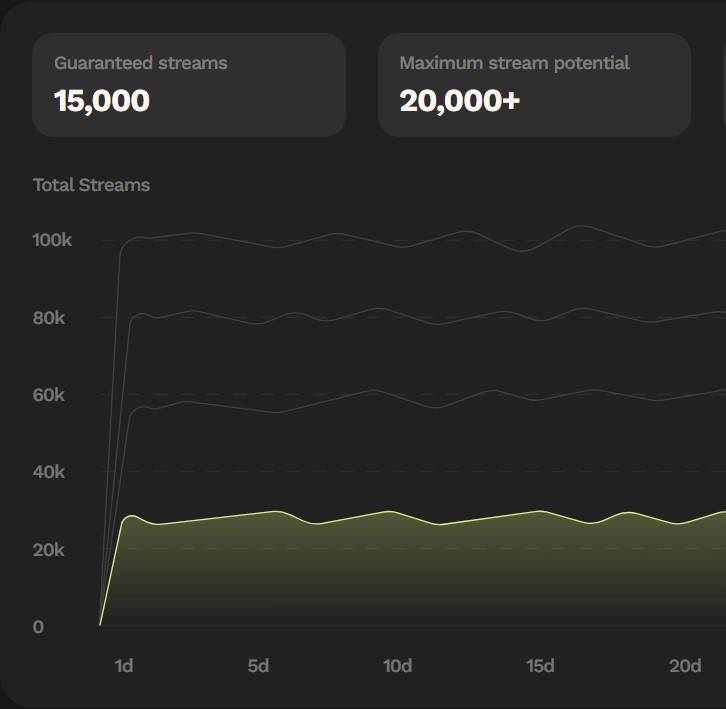 Guaranteed streams
15,000
Maximum stream potential
20,000+
Total Streams
100k
80k
60k
40k
20k
0
1d 5d 10d 15d 20d